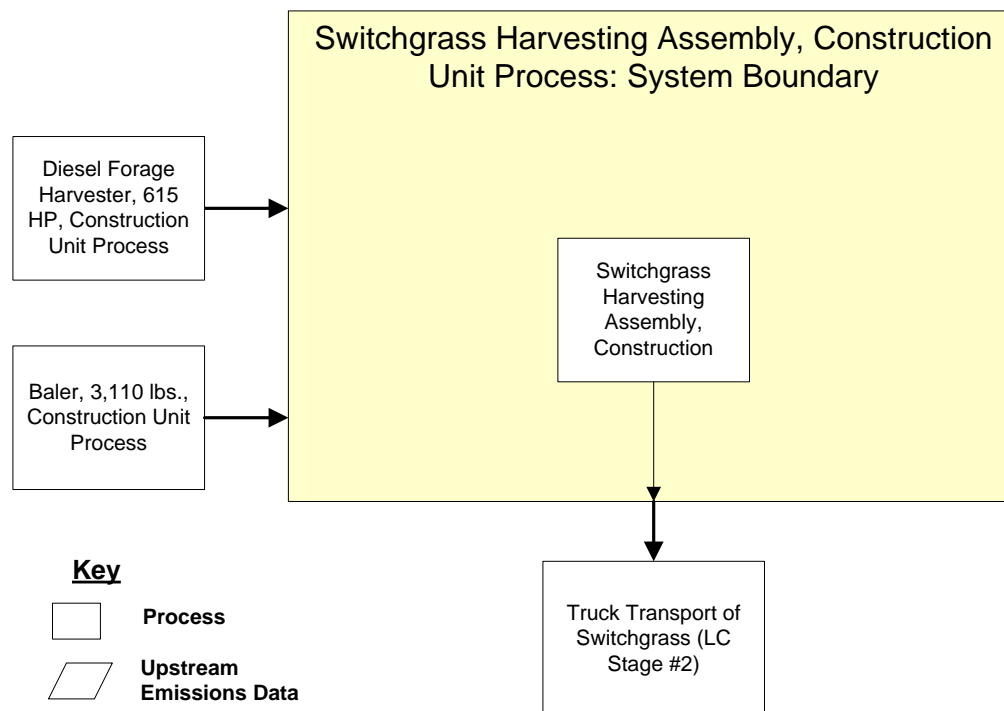 Switchgrass Harvesting Assembly, Construction
Unit Process: System Boundary
Diesel Forage
Harvester, 615
HP, Construction
Unit Process
Switchgrass
Harvesting
Assembly,
Construction
Baler, 3,110 lbs.,
Construction Unit
Process
Truck Transport of
Switchgrass (LC
Stage #2)
Key
Process
Upstream
Emissions Data